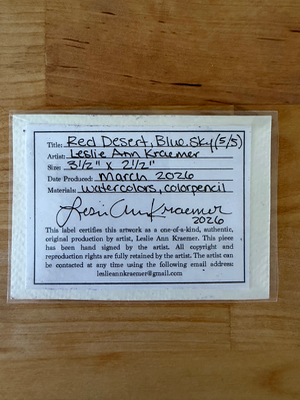 Title: Red Desert, Blue Sky (5/5)
Artist: Leslie Ann Kraemer
Size: 3 1/2" x 2 1/2"
Date Produced: March 2026
Materials: watercolors, colorpencil
Leslie Ann Kraemer
2026
This label certifies this artwork as a one-of-a-kind, authentic,
original production by artist, Leslie Ann Kraemer. This piece
has been hand signed by the artist. All copyright and
reproduction rights are fully retained by the artist. The artist
can be contacted at any time using the following email address:
leslieannkraemer@gmail.com